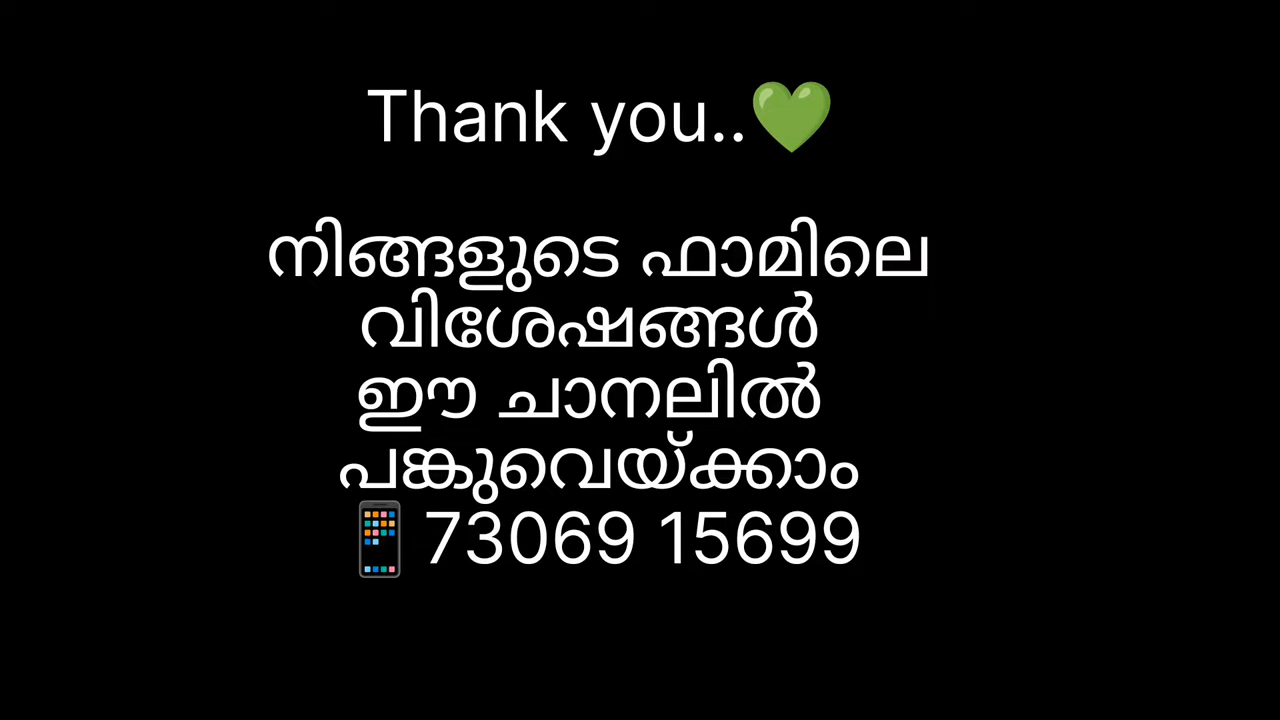 Thank you..💚
നിങ്ങളുടെ ഫാമിലെ
വിശേഷങ്ങൾ
ഈ ചാനലിൽ
പങ്കുവെയ്ക്കാം
📱73069 15699